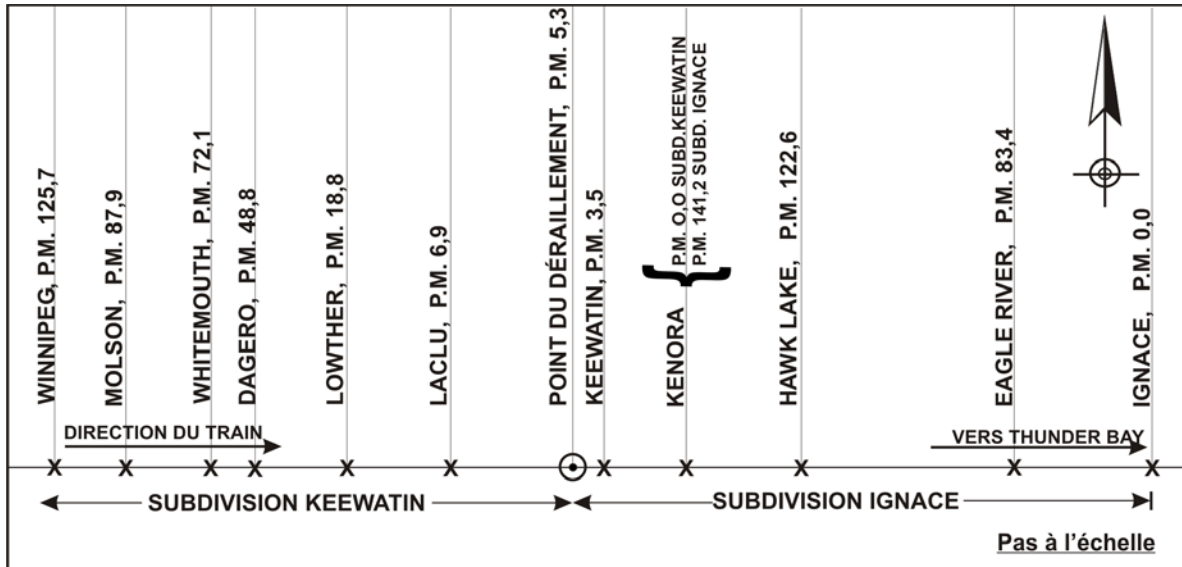 WINNIPEG, P.M. 125,7
MOLSON, P.M. 87,9
WHITEMOUTH, P.M. 72,1
DAGERO, P.M. 48,8
LOWTHER, P.M. 18,8
LACLU, P.M. 6,9
POINT DU DÉRAILLEMENT, P.M. 5,3
KEEWATIN, P.M. 3,5
KENORA
P.M. O,O SUBD.KEEWATIN
P.M. 141,2 SUBD. IGNACE
HAWK LAKE, P.M. 122,6
EAGLE RIVER, P.M. 83,4
IGNACE, P.M. 0,0
DIRECTION DU TRAIN
VERS THUNDER BAY
X X X X X X X X X X X
SUBDIVISION KEEWATIN
SUBDIVISION IGNACE
Pas à l'échelle